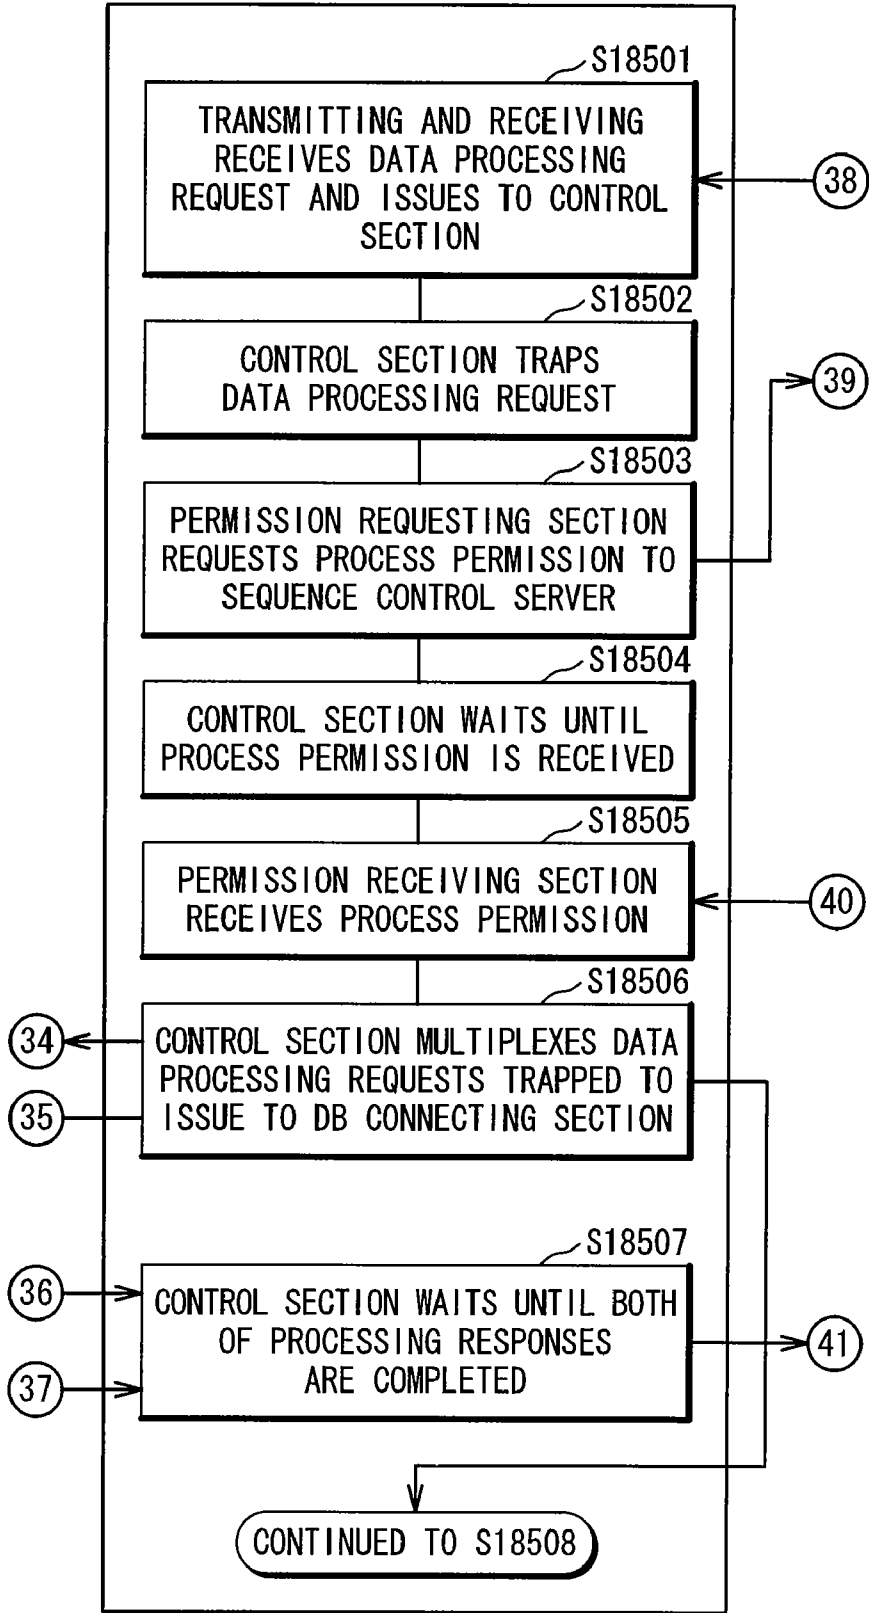 S18501
TRANSMITTING AND RECEIVING
RECEIVES DATA PROCESSING
REQUEST AND ISSUES TO CONTROL
SECTION
38
S18502
CONTROL SECTION TRAPS
DATA PROCESSING REQUEST
39
S18503
PERMISSION REQUESTING SECTION
REQUESTS PROCESS PERMISSION TO
SEQUENCE CONTROL SERVER
S18504
CONTROL SECTION WAITS UNTIL
PROCESS PERMISSION IS RECEIVED
S18505
PERMISSION RECEIVING SECTION
RECEIVES PROCESS PERMISSION
40
S18506
34
CONTROL SECTION MULTIPLEXES DATA
PROCESSING REQUESTS TRAPPED TO
ISSUE TO DB CONNECTING SECTION
35
S18507
36
CONTROL SECTION WAITS UNTIL BOTH
OF PROCESSING RESPONSES
ARE COMPLETED
41
37
CONTINUED TO S18508